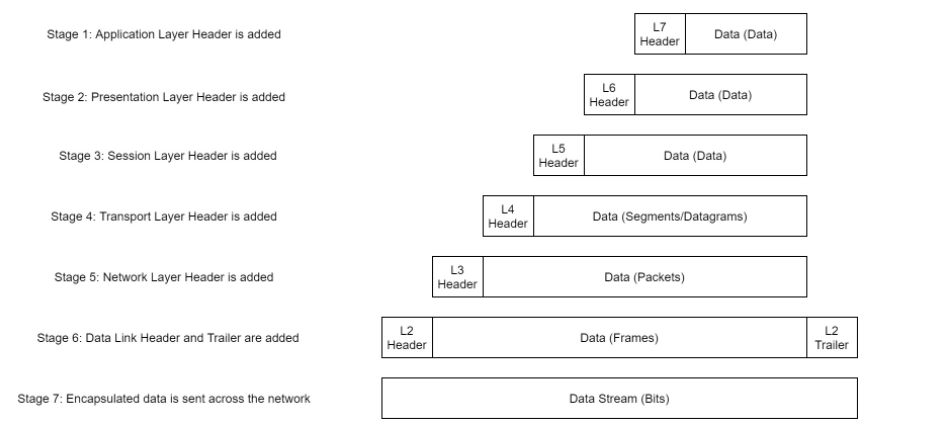 Stage 1: Application Layer Header is added
L7
Header
Data (Data)
Stage 2: Presentation Layer Header is added
L6
Header
Data (Data)
Stage 3: Session Layer Header is added
L5
Header
Data (Data)
Stage 4: Transport Layer Header is added
L4
Header
Data (Segments/Datagrams)
Stage 5: Network Layer Header is added
L3
Header
Data (Packets)
Stage 6: Data Link Header and Trailer are added
L2
Header
Data (Frames)
L2
Trailer
Stage 7: Encapsulated data is sent across the network
Data Stream (Bits)